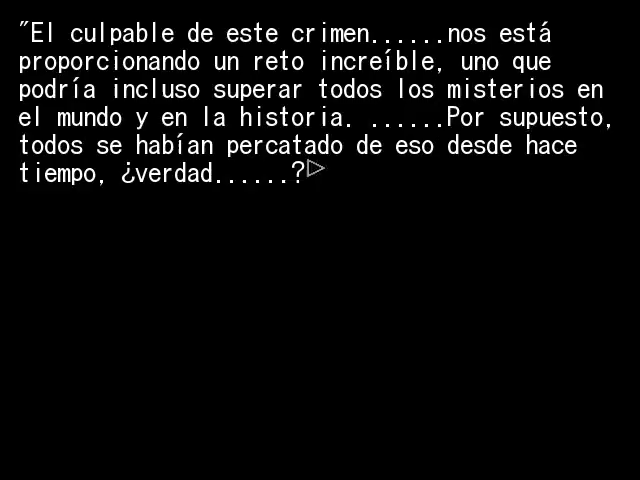 "El culpable de este crimen......nos está
proporcionando un reto increíble, uno que
podría incluso superar todos los misterios en
el mundo y en la historia. ......Por supuesto,
todos se habían percatado de eso desde hace
tiempo, ¿verdad......?